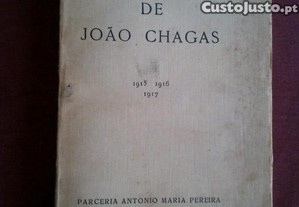 CustoJusto.pt
DE
JOÃO CHAGAS
1915 1916
1917
PARCERIA ANTONIO MARIA PEREIRA